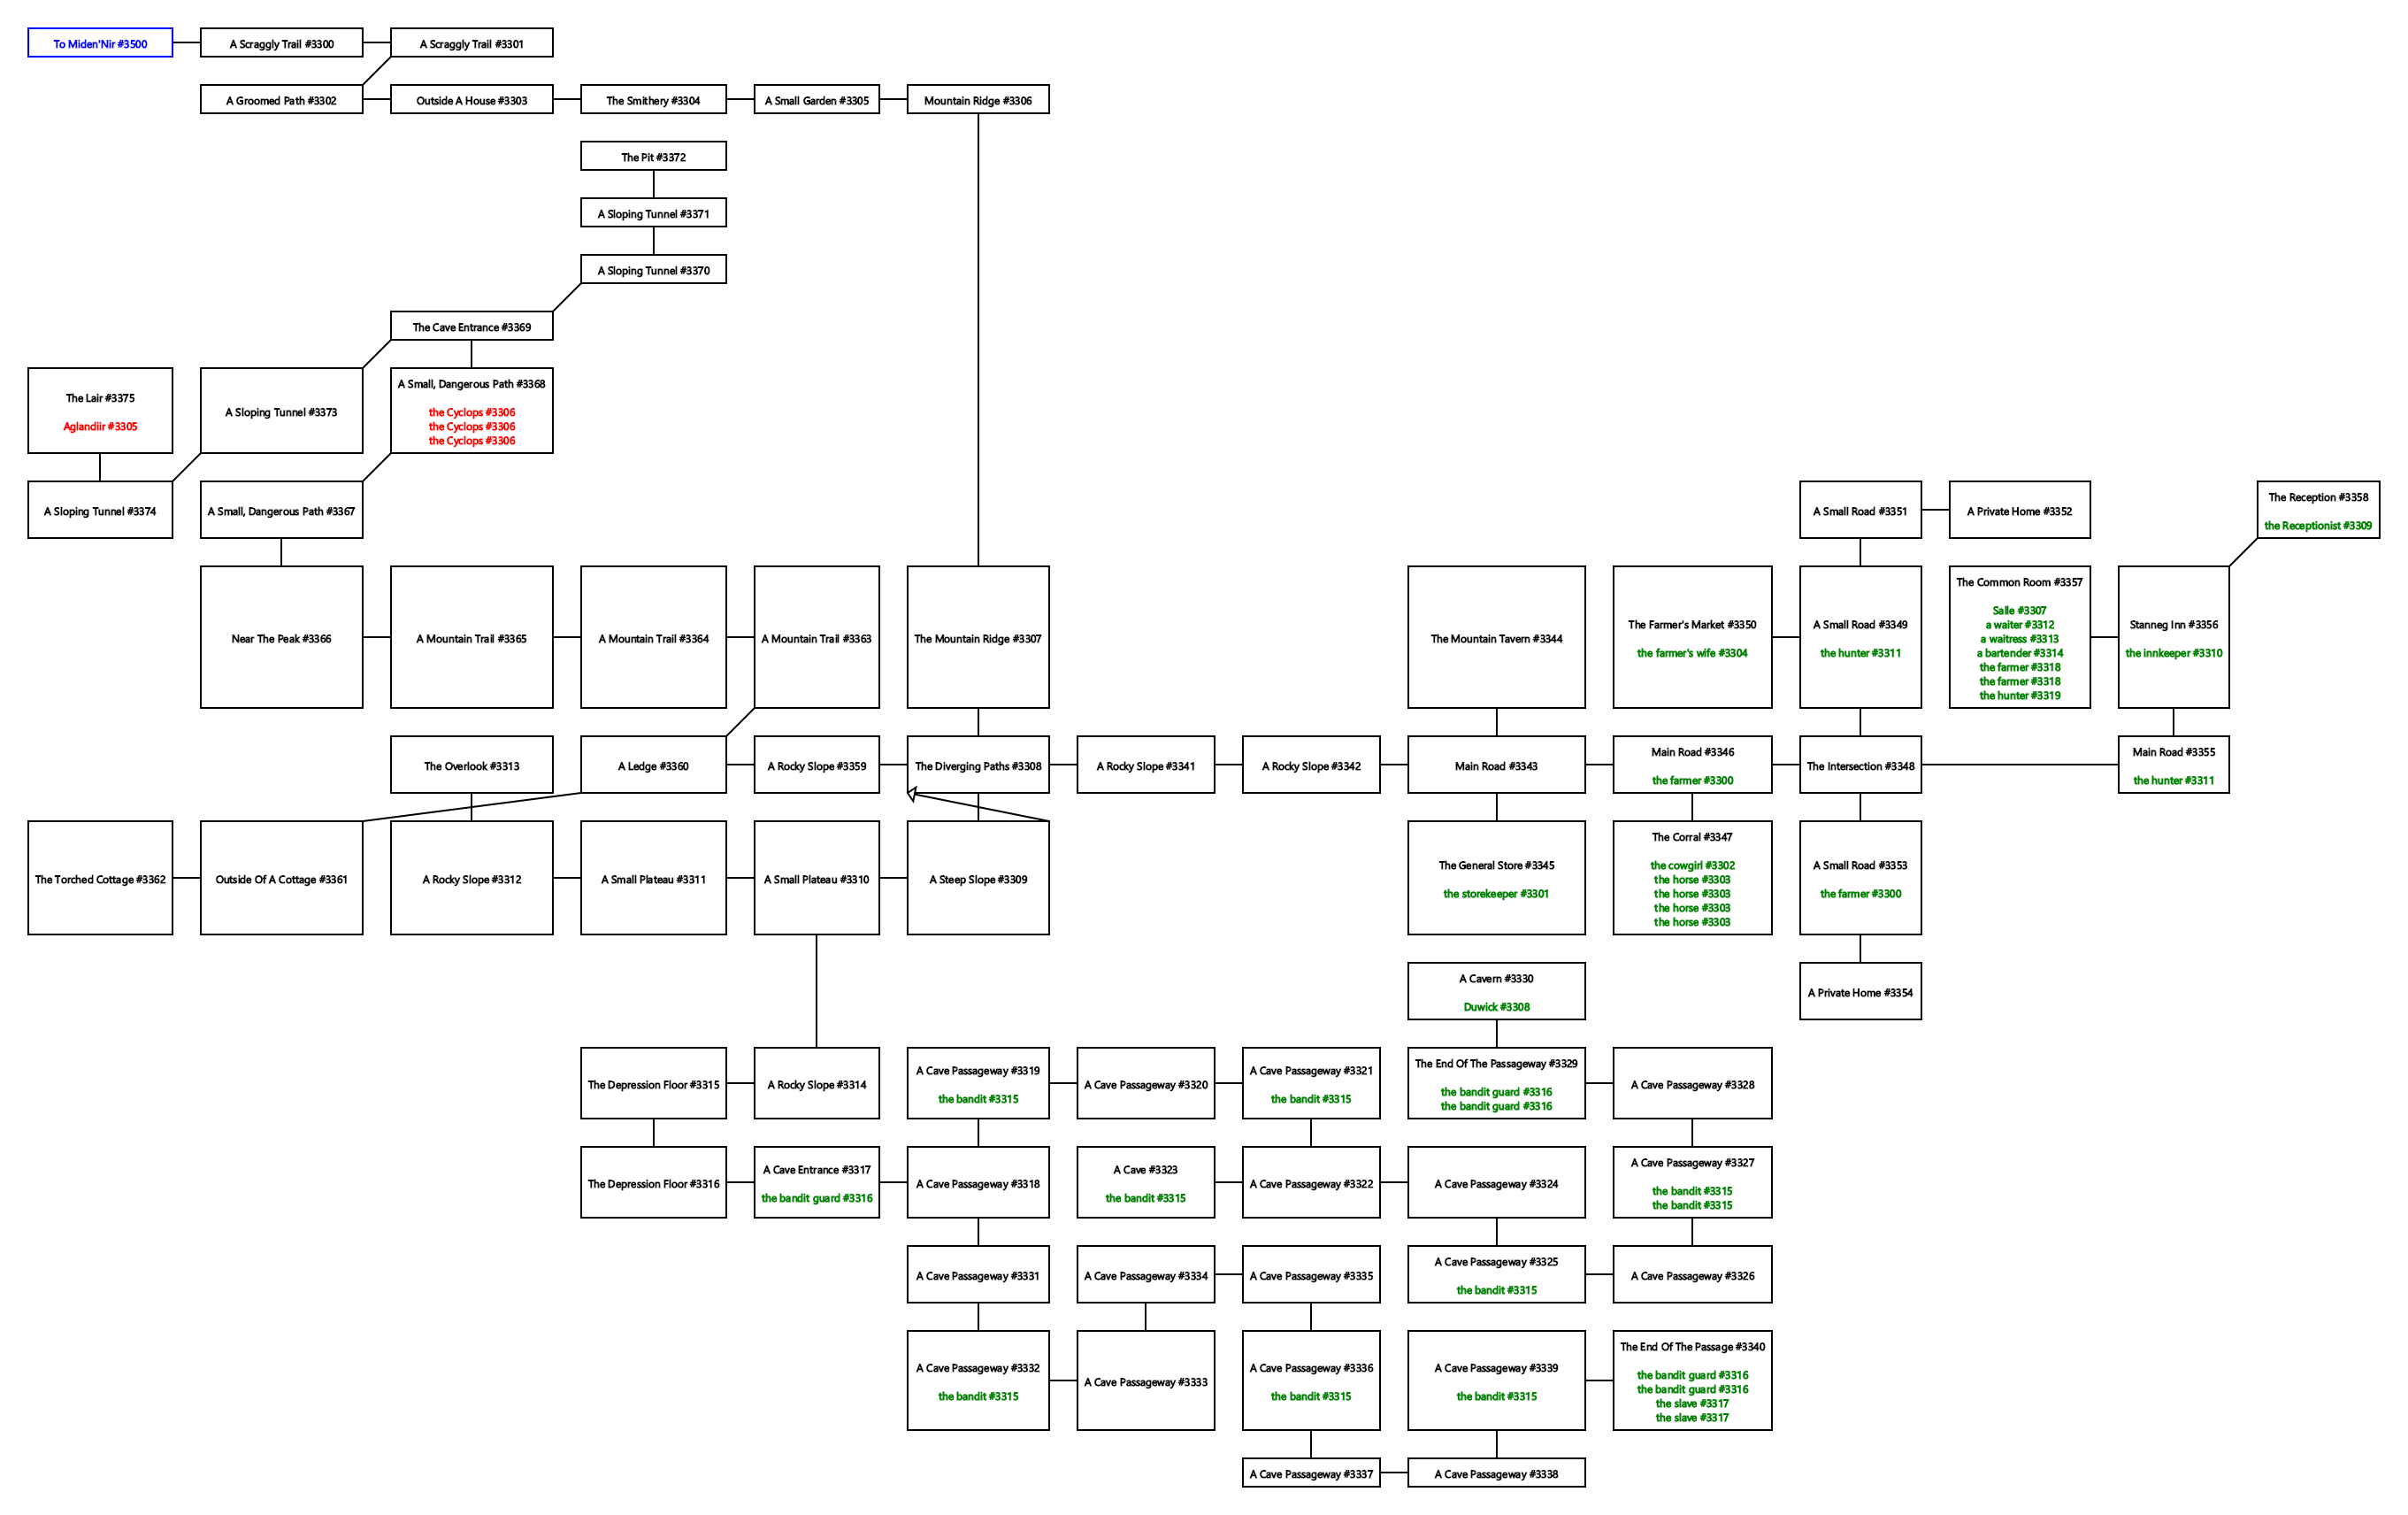 To Miden'Nir #3500
A Scraggly Trail #3300
A Scraggly Trail #3301
A Groomed Path #3302
Outside A House #3303
The Smithery #3304
A Small Garden #3305
Mountain Ridge #3306
The Pit #3372
A Sloping Tunnel #3371
A Sloping Tunnel #3370
The Cave Entrance #3369
The Lair #3375
Aglandiir #3305
A Sloping Tunnel #3373
A Small, Dangerous Path #3368
the Cyclops #3306
the Cyclops #3306
the Cyclops #3306
A Sloping Tunnel #3374
A Small, Dangerous Path #3367
A Small Road #3351
A Private Home #3352
The Reception #3358
the Receptionist #3309
Near The Peak #3366
A Mountain Trail #3365
A Mountain Trail #3364
A Mountain Trail #3363
The Mountain Ridge #3307
The Mountain Tavern #3344
The Farmer's Market #3350
the farmer's wife #3304
A Small Road #3349
the hunter #3311
The Common Room #3357
Salle #3307
a waiter #3312
a waitress #3313
a bartender #3314
the farmer #3318
the farmer #3318
the hunter #3319
Stanneg Inn #3356
the innkeeper #3310
The Overlook #3313
A Ledge #3360
A Rocky Slope #3359
The Diverging Paths #3308
A Rocky Slope #3341
A Rocky Slope #3342
Main Road #3343
Main Road #3346
the farmer #3300
The Intersection #3348
Main Road #3355
the hunter #3311
The Torched Cottage #3362
Outside Of A Cottage #3361
A Rocky Slope #3312
A Small Plateau #3311
A Small Plateau #3310
A Steep Slope #3309
The General Store #3345
the storekeeper #3301
The Corral #3347
the cowgirl #3302
the horse #3303
the horse #3303
the horse #3303
the horse #3303
A Small Road #3353
the farmer #3300
A Cavern #3330
Duwick #3308
A Private Home #3354
The Depression Floor #3315
A Rocky Slope #3314
A Cave Passageway #3319
the bandit #3315
A Cave Passageway #3320
A Cave Passageway #3321
the bandit #3315
The End Of The Passageway #3329
the bandit guard #3316
the bandit guard #3316
A Cave Passageway #3328
The Depression Floor #3316
A Cave Entrance #3317
the bandit guard #3316
A Cave Passageway #3318
A Cave #3323
the bandit #3315
A Cave Passageway #3322
A Cave Passageway #3324
A Cave Passageway #3327
the bandit #3315
the bandit #3315
A Cave Passageway #3331
A Cave Passageway #3334
A Cave Passageway #3335
A Cave Passageway #3325
the bandit #3315
A Cave Passageway #3326
A Cave Passageway #3332
the bandit #3315
A Cave Passageway #3333
A Cave Passageway #3336
the bandit #3315
A Cave Passageway #3339
the bandit #3315
The End Of The Passage #3340
the bandit guard #3316
the bandit guard #3316
the slave #3317
the slave #3317
A Cave Passageway #3337
A Cave Passageway #3338